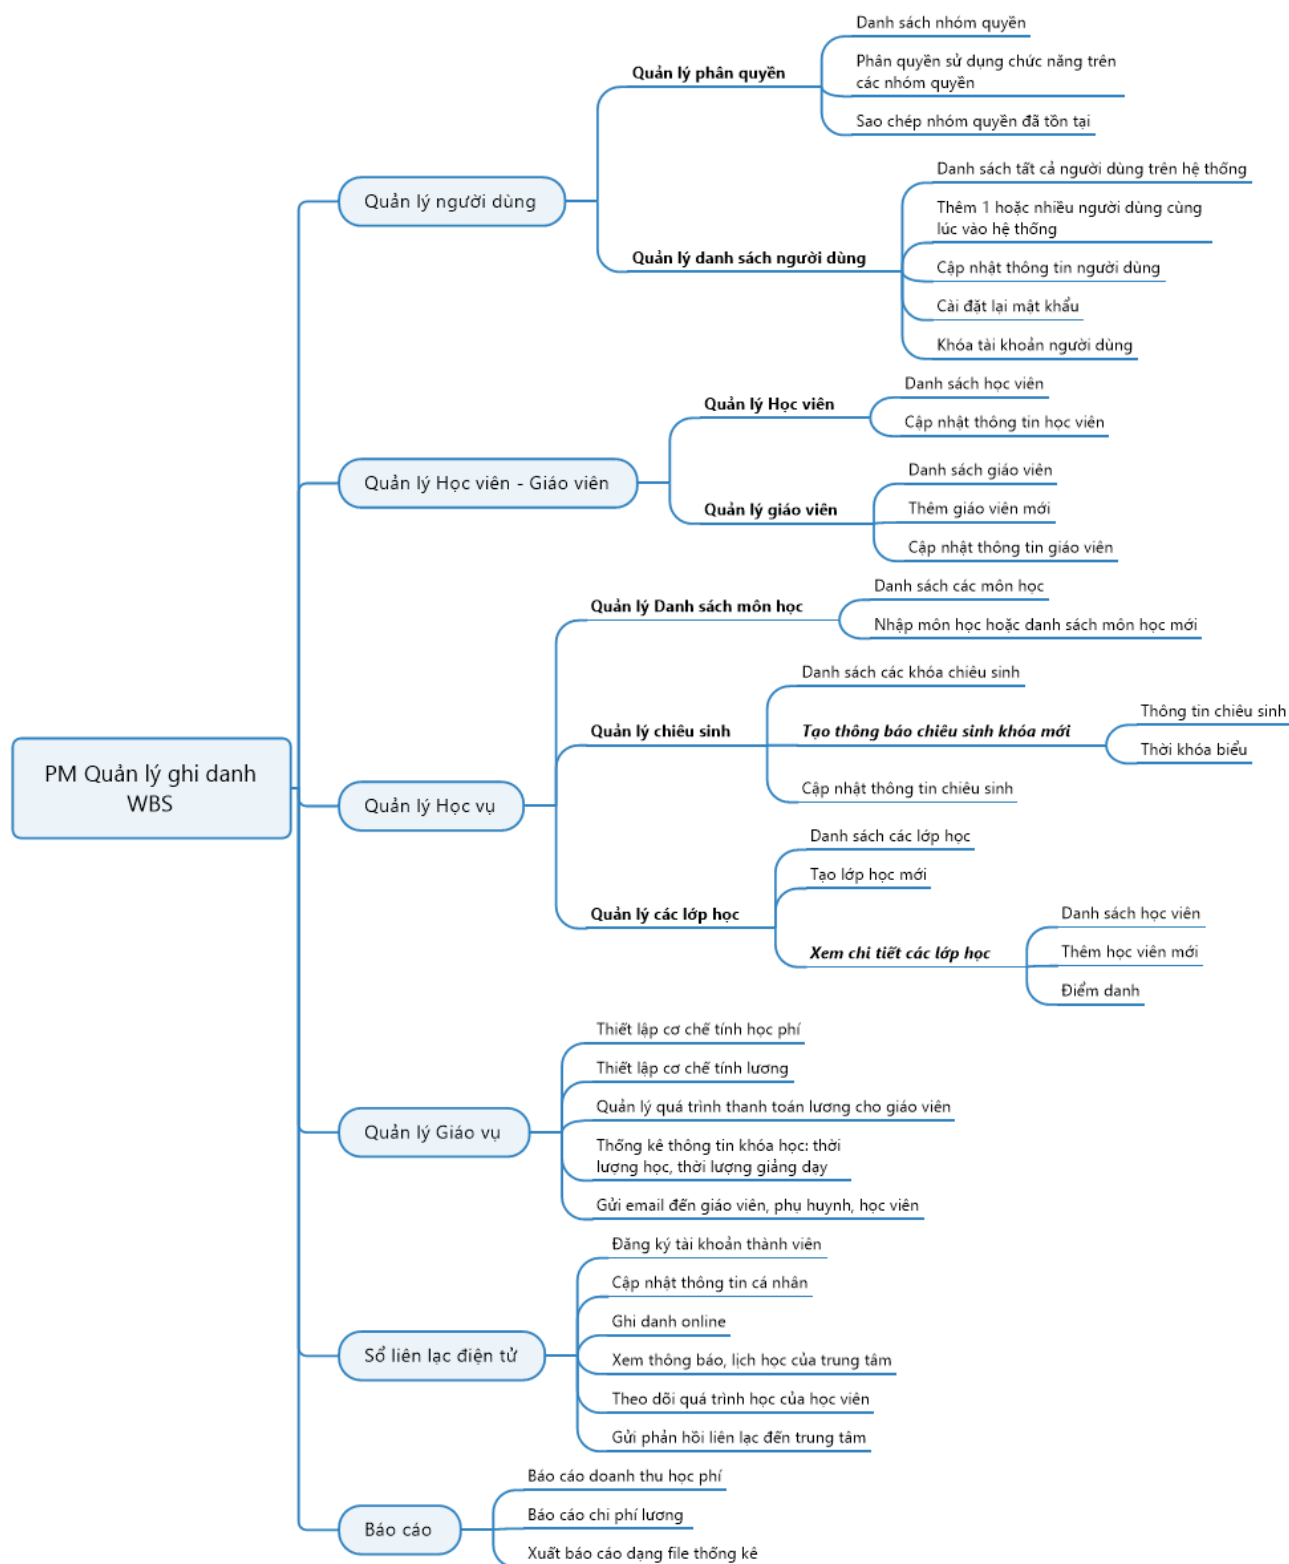 PM Quản lý ghi danh
WBS
Quản lý người dùng
Quản lý phân quyền
Danh sách nhóm quyền
Phân quyền sử dụng chức năng trên
các nhóm quyền
Sao chép nhóm quyền đã tồn tại
Quản lý danh sách người dùng
Danh sách tất cả người dùng trên hệ thống
Thêm 1 hoặc nhiều người dùng cùng
lúc vào hệ thống
Cập nhật thông tin người dùng
Cài đặt lại mật khẩu
Khóa tài khoản người dùng
Quản lý Học viên - Giáo viên
Quản lý Học viên
Danh sách học viên
Cập nhật thông tin học viên
Quản lý giáo viên
Danh sách giáo viên
Thêm giáo viên mới
Cập nhật thông tin giáo viên
Quản lý Học vụ
Quản lý Danh sách môn học
Danh sách các môn học
Nhập môn học hoặc danh sách môn học mới
Quản lý chiêu sinh
Danh sách các khóa chiêu sinh
Tạo thông báo chiêu sinh khóa mới
Thông tin chiêu sinh
Thời khóa biểu
Cập nhật thông tin chiêu sinh
Quản lý các lớp học
Danh sách các lớp học
Tạo lớp học mới
Xem chi tiết các lớp học
Danh sách học viên
Thêm học viên mới
Điểm danh
Quản lý Giáo vụ
Thiết lập cơ chế tính học phí
Thiết lập cơ chế tính lương
Quản lý quá trình thanh toán lương cho giáo viên
Thống kê thông tin khóa học: thời
lượng học, thời lượng giảng dạy
Gửi email đến giáo viên, phụ huynh, học viên
Sổ liên lạc điện tử
Đăng ký tài khoản thành viên
Cập nhật thông tin cá nhân
Ghi danh online
Xem thông báo, lịch học của trung tâm
Theo dõi quá trình học của học viên
Gửi phản hồi liên lạc đến trung tâm
Báo cáo
Báo cáo doanh thu học phí
Báo cáo chi phí lương
Xuất báo cáo dạng file thống kê